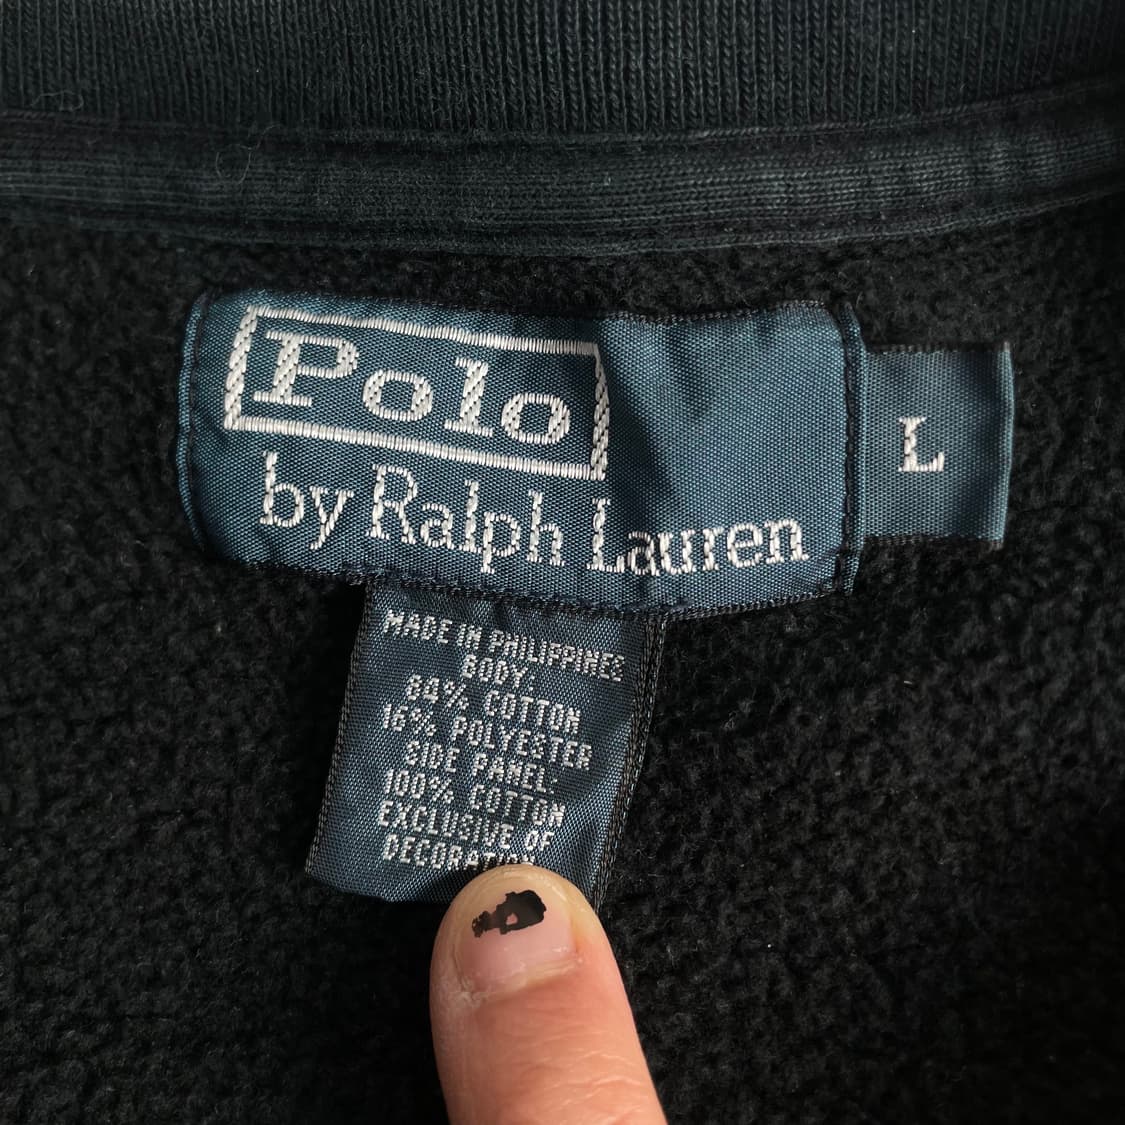 Polo
by Ralph Lauren
L
MADE IN PHILIPPINES
BODY:
84% COTTON
16% POLYESTER
SIDE PANEL:
100% COTTON
EXCLUSIVE OF